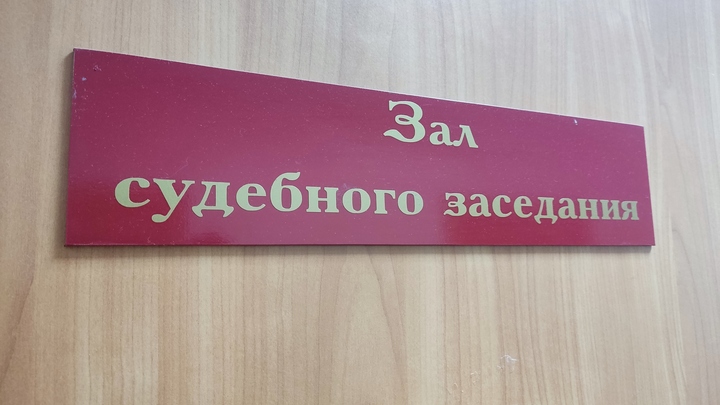 Зал
судебного заседания